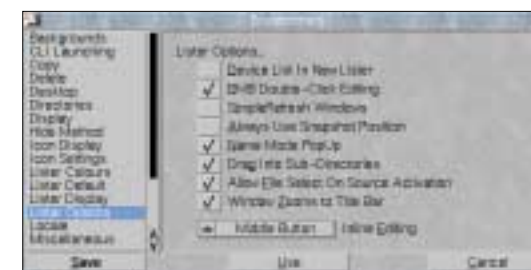 Backgrounds
CLI Launching
Copy
Delete
Desktop
Directories
Display
Hide Method
Icon Display
Icon Settings
Lister Colours
Lister Default
Lister Display
Lister Options
Locale
Miscellaneous
Save
Lister Options...
Device List In New Lister
Double-Click Editing
SimpleRefresh Windows
Always Use Snapshot Position
Game Mode PopUp
Drag Into Sub-Directories
Allow File Select On Source Activation
Window Zooms to Title Bar
Middle Button
Inline Editing
Use
Cancel